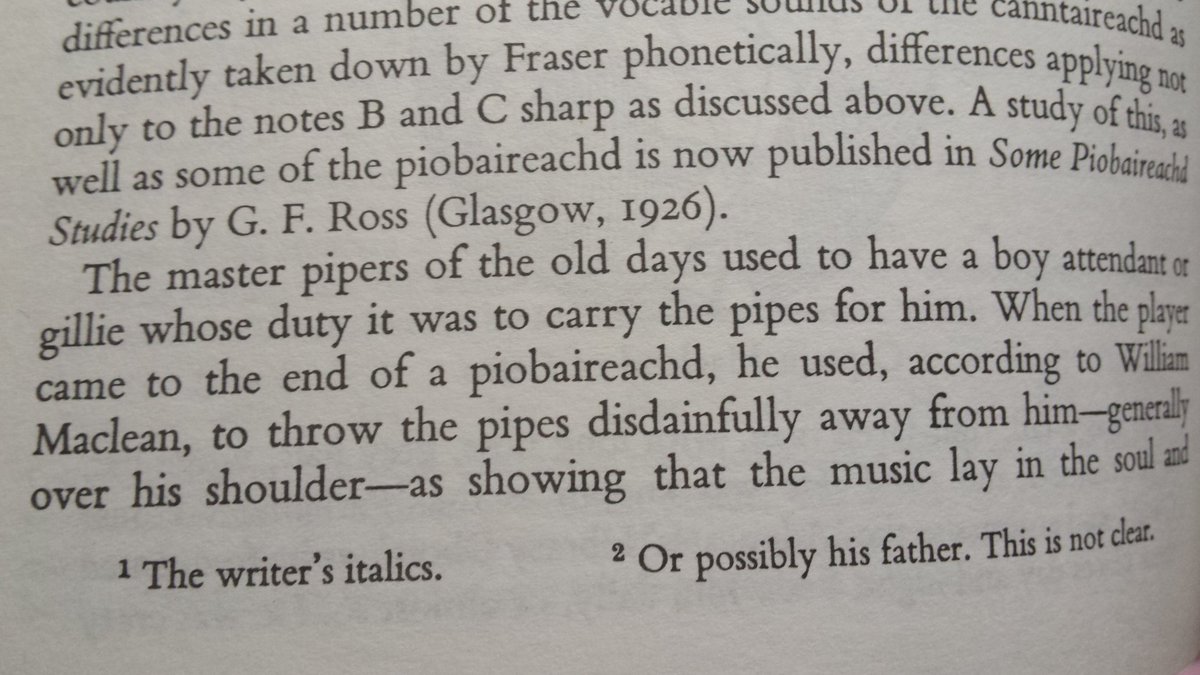 differences in a number of the vocable sounds of the canntaireachd as
evidently taken down by Fraser phonetically, differences applying not
only to the notes B and C sharp as discussed above. A study of this, as
well as some of the piobaireachd is now published in Some Piobaireachd
Studies by G. F. Ross (Glasgow, 1926).
The master pipers of the old days used to have a boy attendant or
gillie whose duty it was to carry the pipes for him. When the player
came to the end of a piobaireachd, he used, according to William
Maclean, to throw the pipes disdainfully away from him—generally
over his shoulder—as showing that the music lay in the soul and
1 The writer's italics. 2 Or possibly his father. This is not clear.